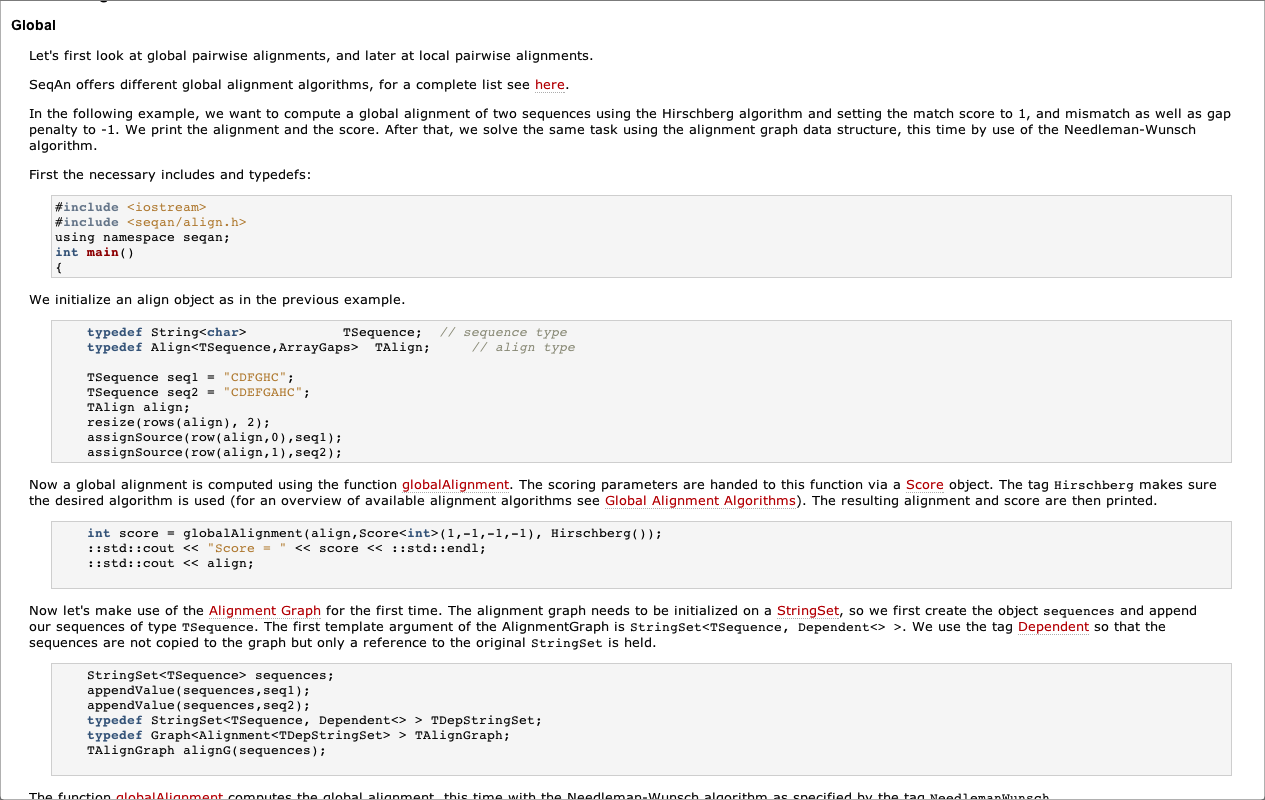 Global
Let's first look at global pairwise alignments, and later at local pairwise alignments.
SeqAn offers different global alignment algorithms, for a complete list see here.
In the following example, we want to compute a global alignment of two sequences using the Hirschberg algorithm and setting the match score to 1, and mismatch as well as gap
penalty to -1. We print the alignment and the score. After that, we solve the same task using the alignment graph data structure, this time by use of the Needleman-Wunsch
algorithm.
First the necessary includes and typedefs:
#include <iostream>
#include <seqan/align.h>
using namespace seqan;
int main()
{
We initialize an align object as in the previous example.
typedef String<char>            TSequence;  // sequence type
typedef Align<TSequence,ArrayGaps>  TAlign;     // align type
TSequence seq1 = "CDFGHC";
TSequence seq2 = "CDEFGAHC";
TAlign align;
resize(rows(align), 2);
assignSource(row(align,0),seq1);
assignSource(row(align,1),seq2);
Now a global alignment is computed using the function globalAlignment. The scoring parameters are handed to this function via a Score object. The tag Hirschberg makes sure
the desired algorithm is used (for an overview of available alignment algorithms see Global Alignment Algorithms). The resulting alignment and score are then printed.
int score = globalAlignment(align,Score<int>(1,-1,-1,-1), Hirschberg());
::std::cout << "Score = " << score << ::std::endl;
::std::cout << align;
Now let's make use of the Alignment Graph for the first time. The alignment graph needs to be initialized on a StringSet, so we first create the object sequences and append
our sequences of type TSequence. The first template argument of the AlignmentGraph is StringSet<TSequence, Dependent<> >. We use the tag Dependent so that the
sequences are not copied to the graph but only a reference to the original StringSet is held.
StringSet<TSequence> sequences;
appendValue(sequences,seq1);
appendValue(sequences,seq2);
typedef StringSet<TSequence, Dependent<> > TDepStringSet;
typedef Graph<Alignment<TDepStringSet> > TAlignGraph;
TAlignGraph alignG(sequences);
The function globalAlignment computes the global alignment, this time with the Needleman-Wunsch algorithm as specified by the tag NeedlemanWunsch